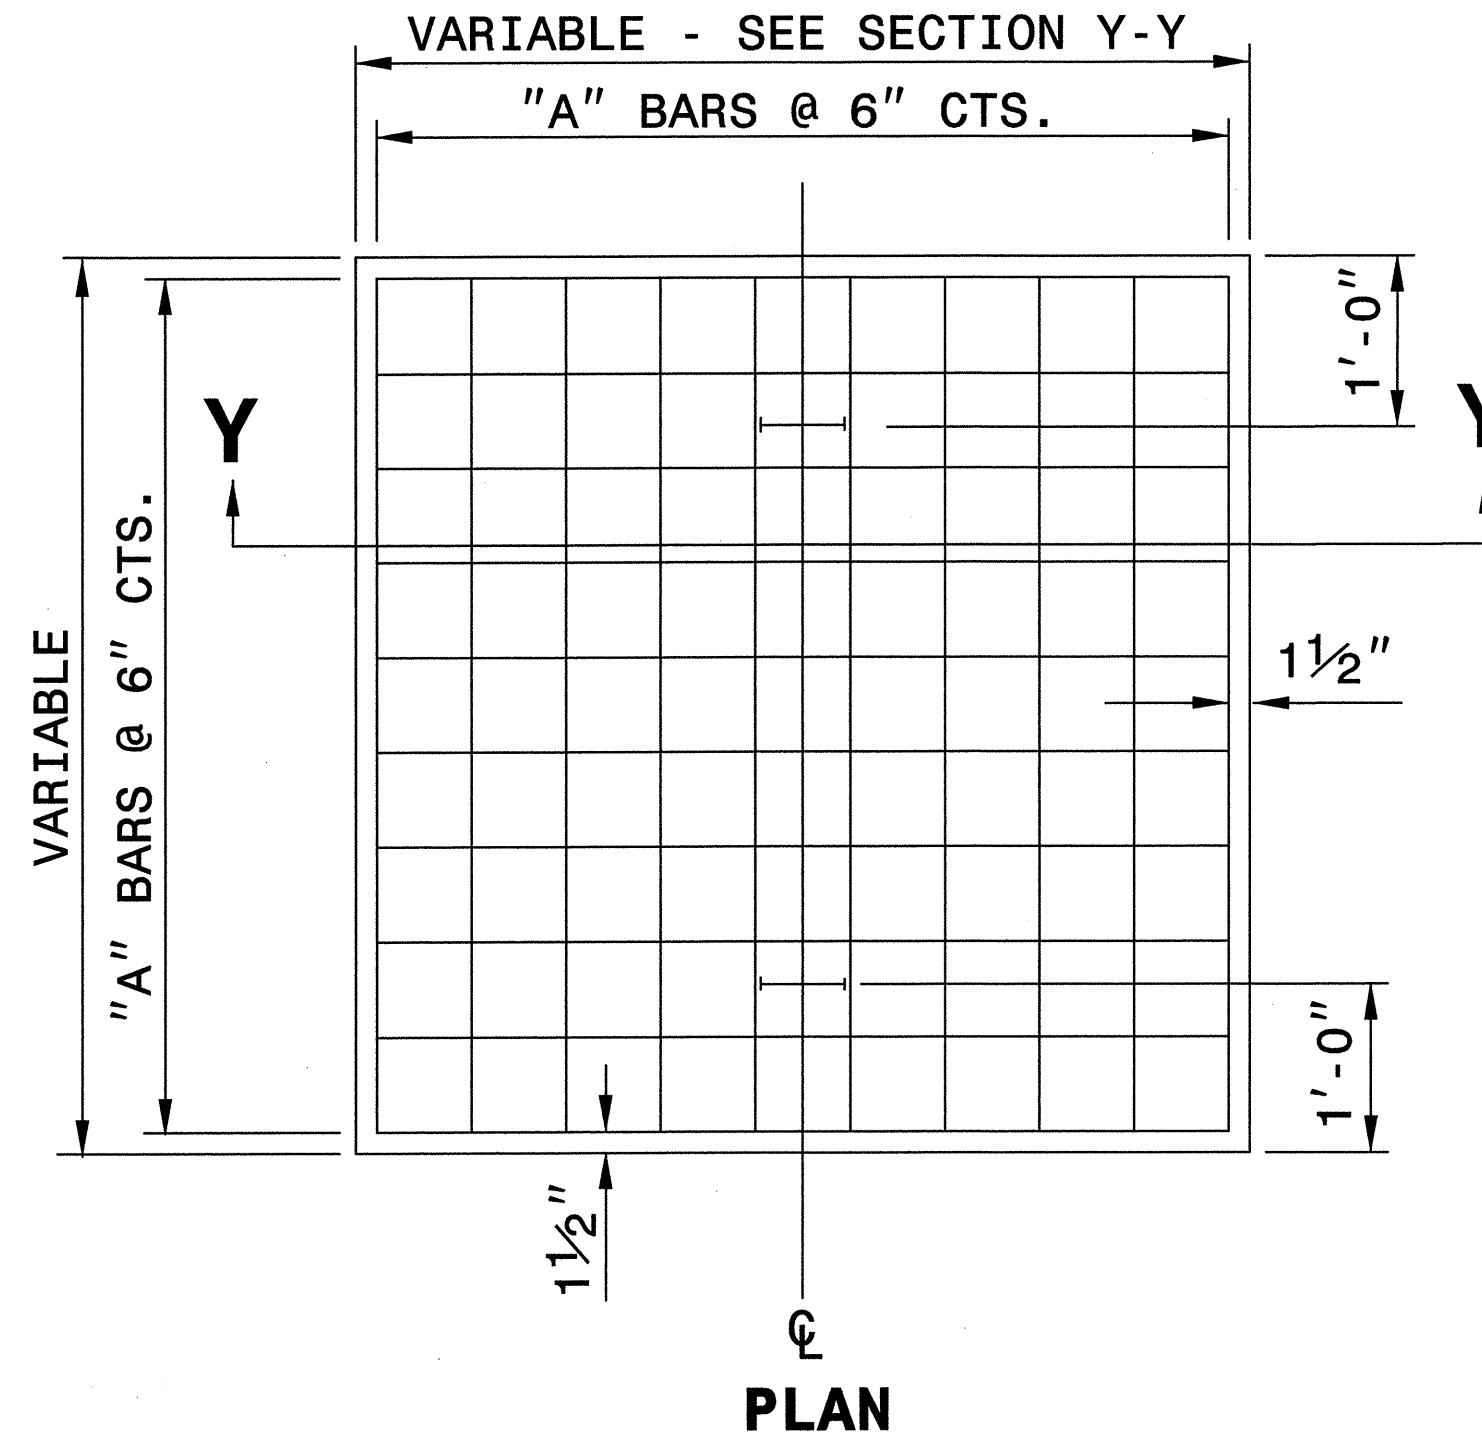 VARIABLE - SEE SECTION Y-Y
"A" BARS @ 6" CTS.
1'-0"
Y
Y
VARIABLE
"A" BARS @ 6" CTS.
1½"
1'-0"
1½"
℄
PLAN